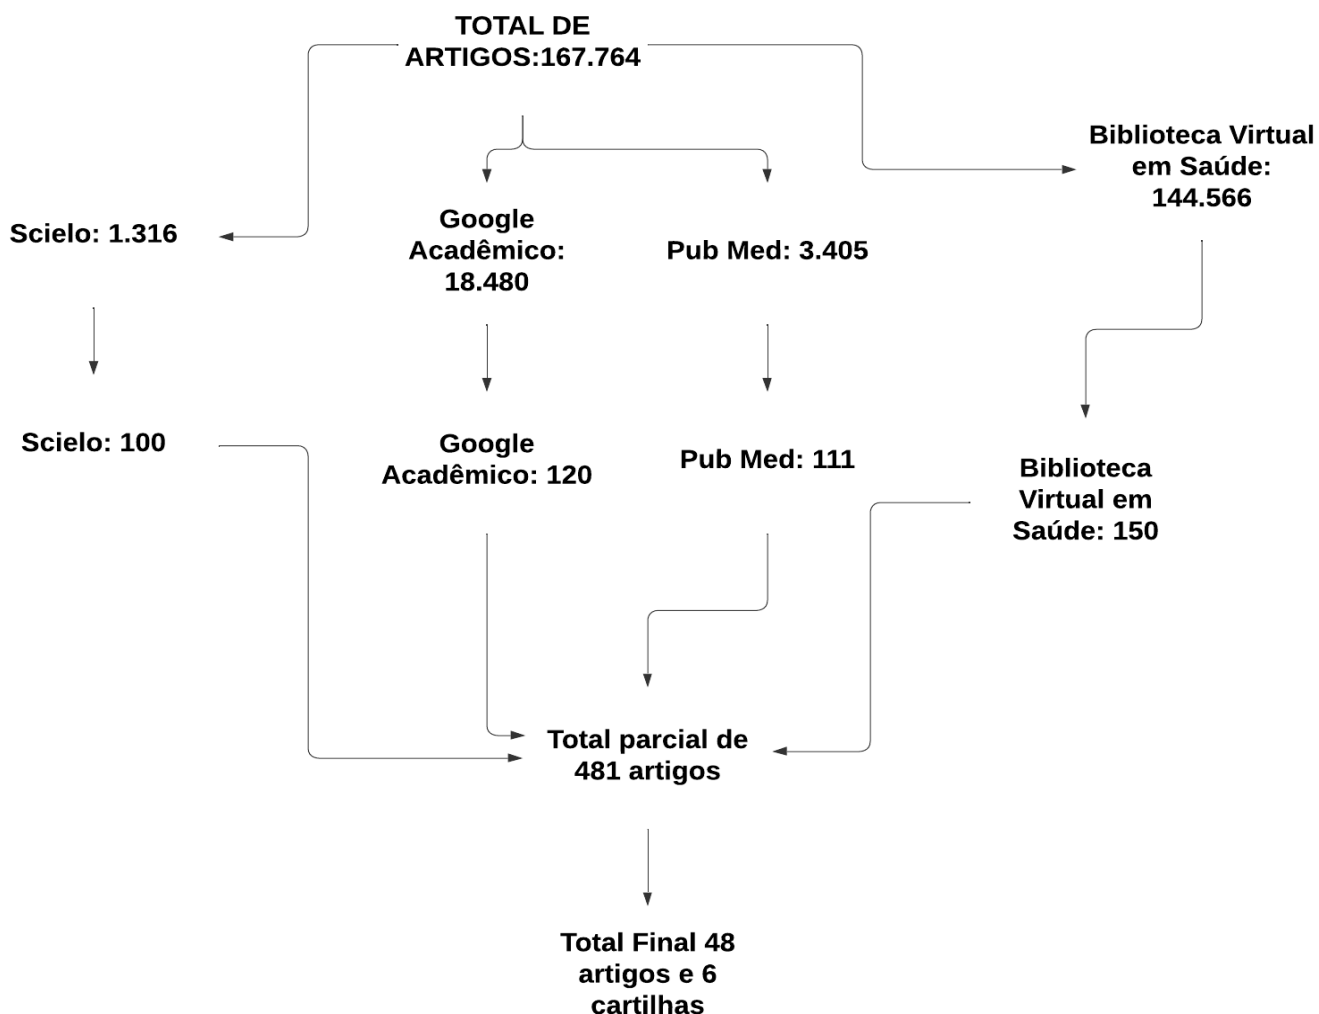 TOTAL DE
ARTIGOS:167.764
Biblioteca Virtual
em Saúde:
144.566
Scielo: 1.316
Google
Acadêmico:
18.480
Pub Med: 3.405
Scielo: 100
Google
Acadêmico: 120
Pub Med: 111
Biblioteca
Virtual em
Saúde: 150
Total parcial de
481 artigos
Total Final 48
artigos e 6
cartilhas